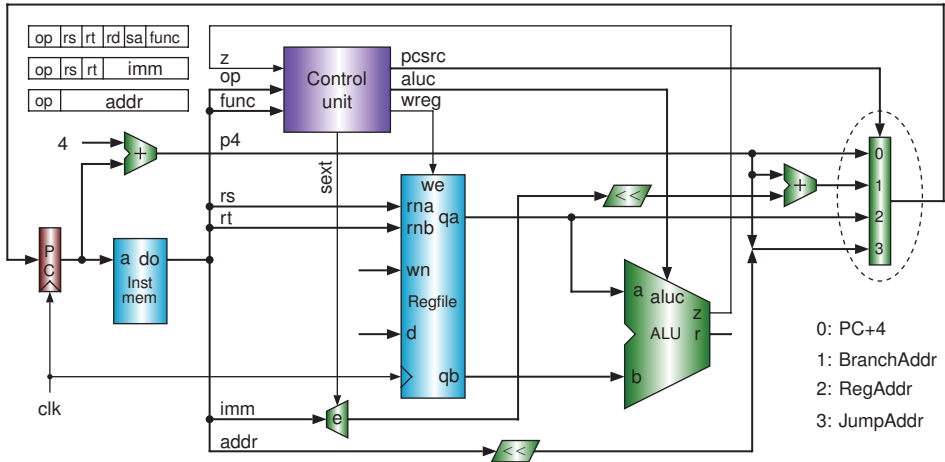 op rs rt rd sa func
op rs rt imm
op addr
z
op
func
Control
unit
pcsrc
aluc
wreg
4
+
p4
sext
rs
rt
we
rna
rnb
qa
wn
Regfile
d
qb
<<
+
0
1
2
3
P
C
a do
Inst
mem
a
aluc
z
ALU
r
b
clk
imm
e
addr
<<
0: PC+4
1: BranchAddr
2: RegAddr
3: JumpAddr